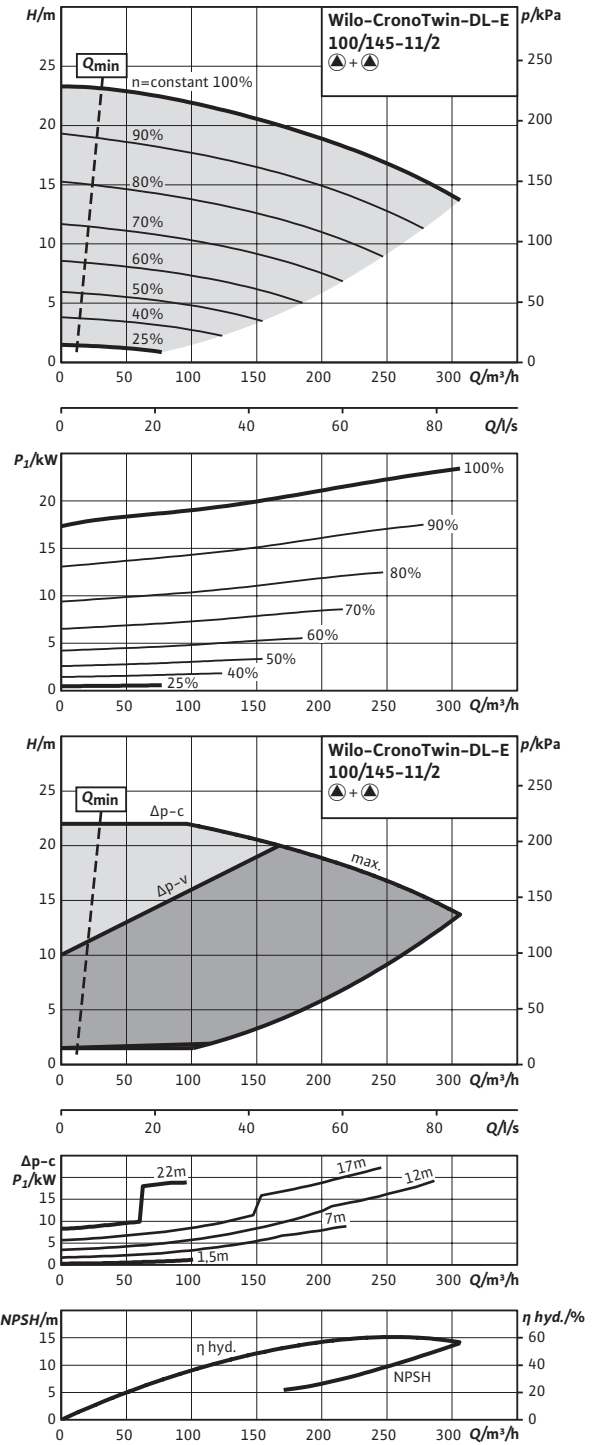 H/m
p/kPa
Wilo-CronoTwin-DL-E
100/145-11/2
+
Qmin
n=constant 100%
90%
80%
70%
60%
50%
40%
25%
25
20
15
10
5
0
250
200
150
100
50
0
0 50 100 150 200 250 300 Q/m³/h
0 20 40 60 80 Q/l/s
P₁/kW
20
15
10
5
0
100%
90%
80%
70%
60%
50%
40%
25%
0 50 100 150 200 250 300 Q/m³/h
H/m
p/kPa
Wilo-CronoTwin-DL-E
100/145-11/2
+
Qmin
Δp-c
Δp-v
max.
25
20
15
10
5
0
250
200
150
100
50
0
0 50 100 150 200 250 300 Q/m³/h
0 20 40 60 80 Q/l/s
Δp-c
P₁/kW
15
10
5
0
22m
17m
12m
7m
1,5m
0 50 100 150 200 250 300 Q/m³/h
NPSH/m
η hyd./%
15
10
5
0
60
40
20
0
η hyd.
NPSH
0 50 100 150 200 250 300 Q/m³/h